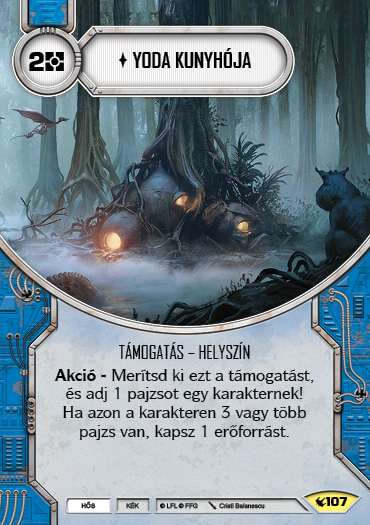 2
YODA KUNYHÓJA
TÁMOGATÁS – HELYSZÍN
Akció - Merítsd ki ezt a támogatást,
és adj 1 pajzsot egy karakternek!
Ha azon a karakteren 3 vagy több
pajzs van, kapsz 1 erőforrást.
HŐS KÉK © LFL © FFG Cristi Balanescu 107